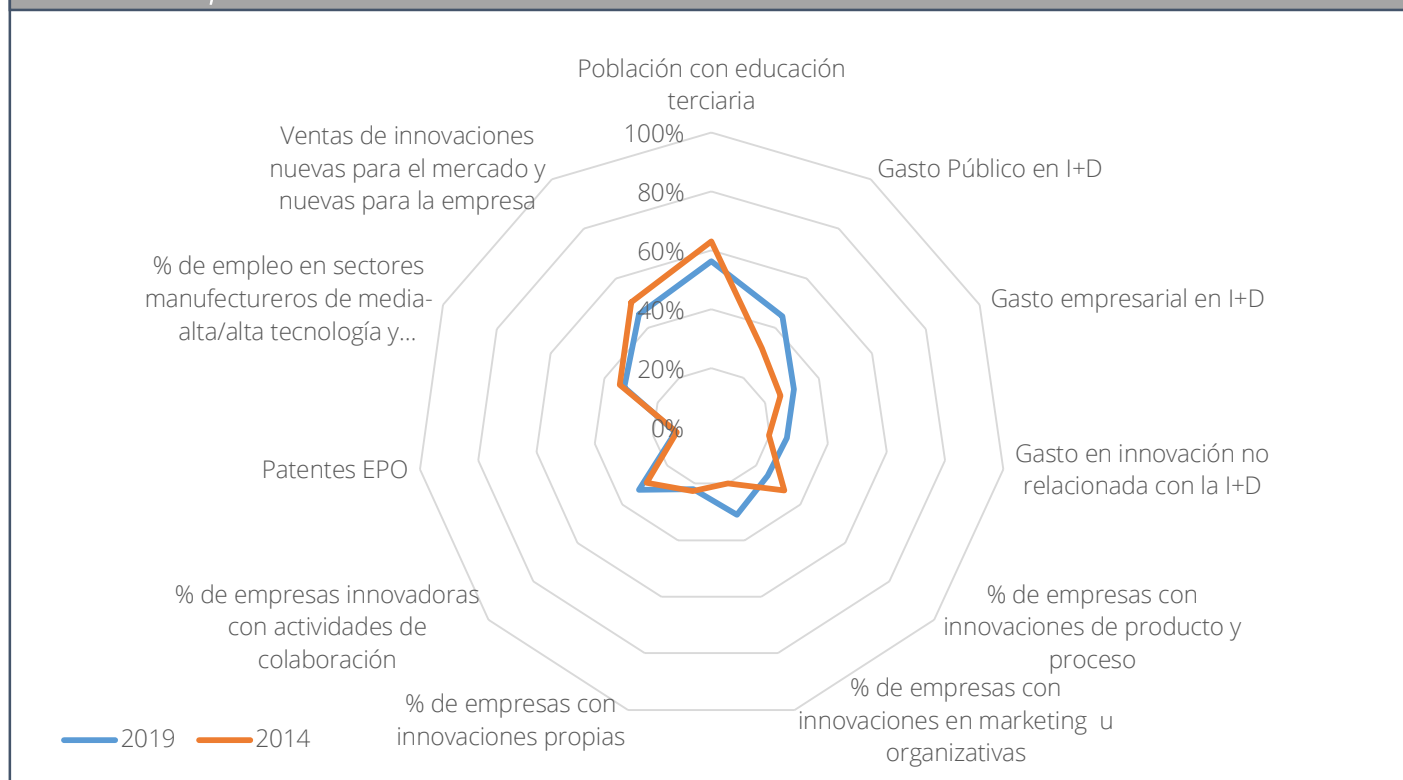 Población con educación
terciaria
Ventas de innovaciones
nuevas para el mercado y
nuevas para la empresa
100%
80%
60%
40%
20%
0%
Gasto Público en I+D
% de empleo en sectores
manufactureros de media-
alta/alta tecnología y...
Gasto empresarial en I+D
Patentes EPO
Gasto en innovación no
relacionada con la I+D
% de empresas innovadoras
con actividades de
colaboración
% de empresas con
innovaciones de producto y
proceso
% de empresas con
innovaciones propias
% de empresas con
innovaciones en marketing u
organizativas
2019
2014